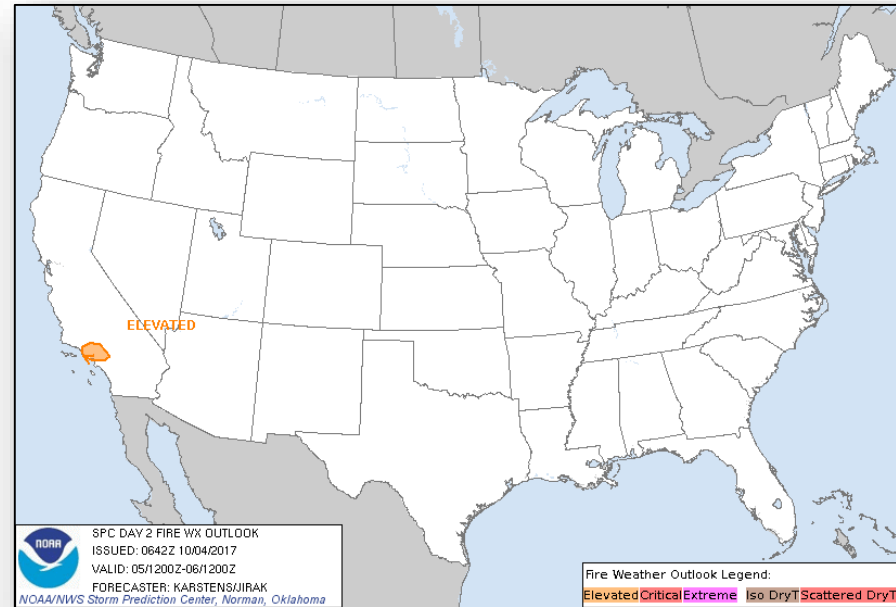 ELEVATED
NOAA
SPC DAY 2 FIRE WX OUTLOOK
ISSUED: 0642Z 10/04/2017
VALID: 05/1200Z-06/1200Z
FORECASTER: KARSTENS/JIRAK
NOAA/NWS Storm Prediction Center, Norman, Oklahoma
Fire Weather Outlook Legend:
Elevated Critical Extreme Iso DryT Scattered DryT